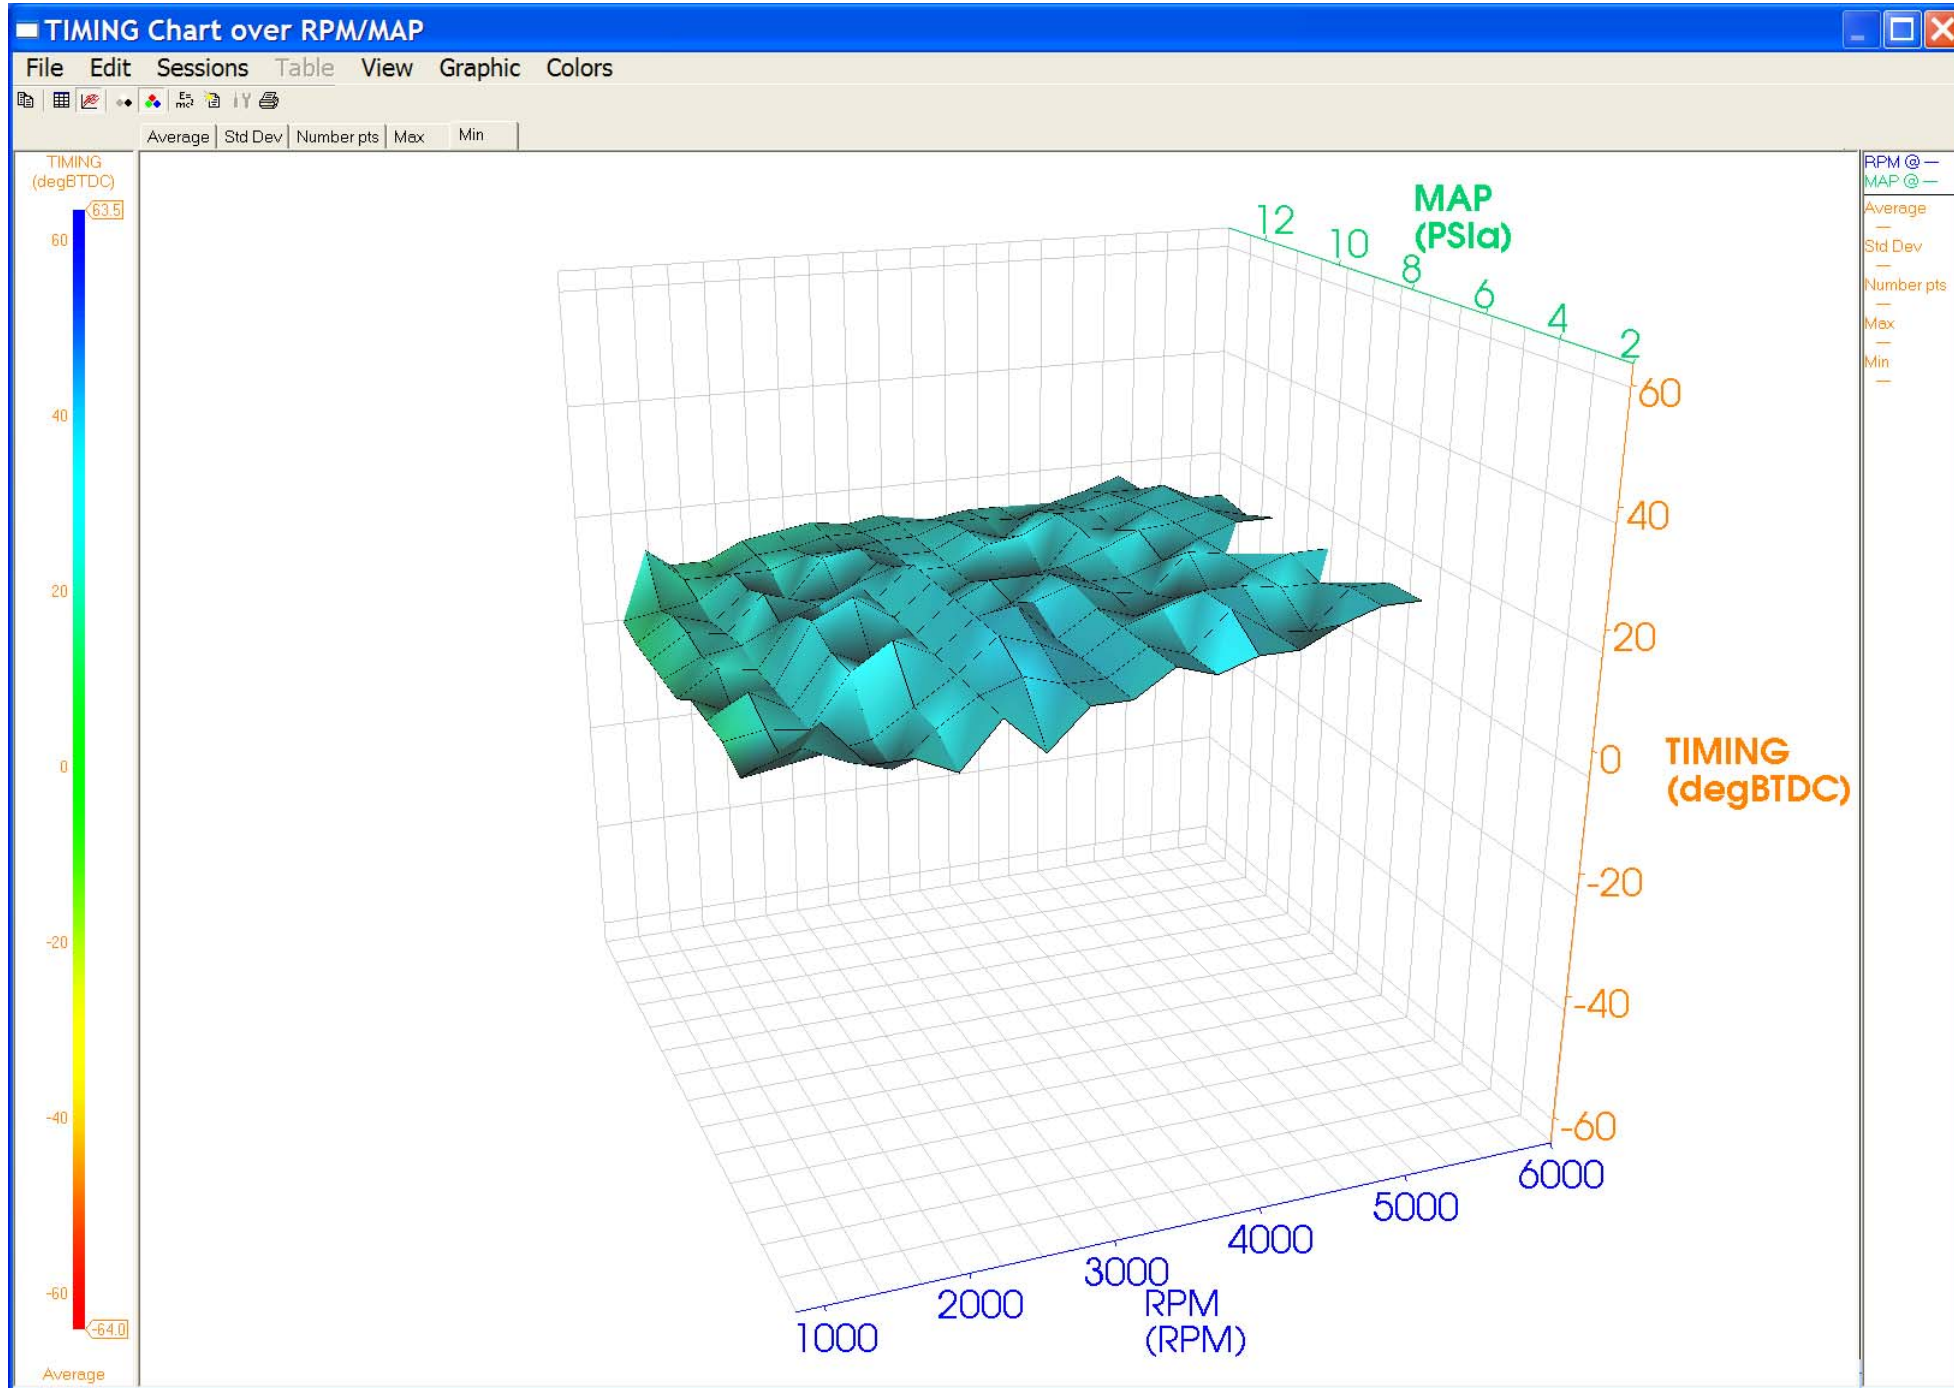 TIMING Chart over RPM/MAP
File Edit Sessions Table View Graphic Colors
E=
mc²
Average Std Dev Number pts Max Min
TIMING
(degBTDC)
63.5
60
40
20
0
-20
-40
-60
-64.0
Average
12
10
8
6
4
2
MAP
(PSIa)
60
40
20
0
-20
-40
-60
TIMING
(degBTDC)
1000
2000
3000
4000
5000
6000
RPM
(RPM)
RPM @ —
MAP @ —
Average
—
Std Dev
—
Number pts
—
Max
—
Min
—